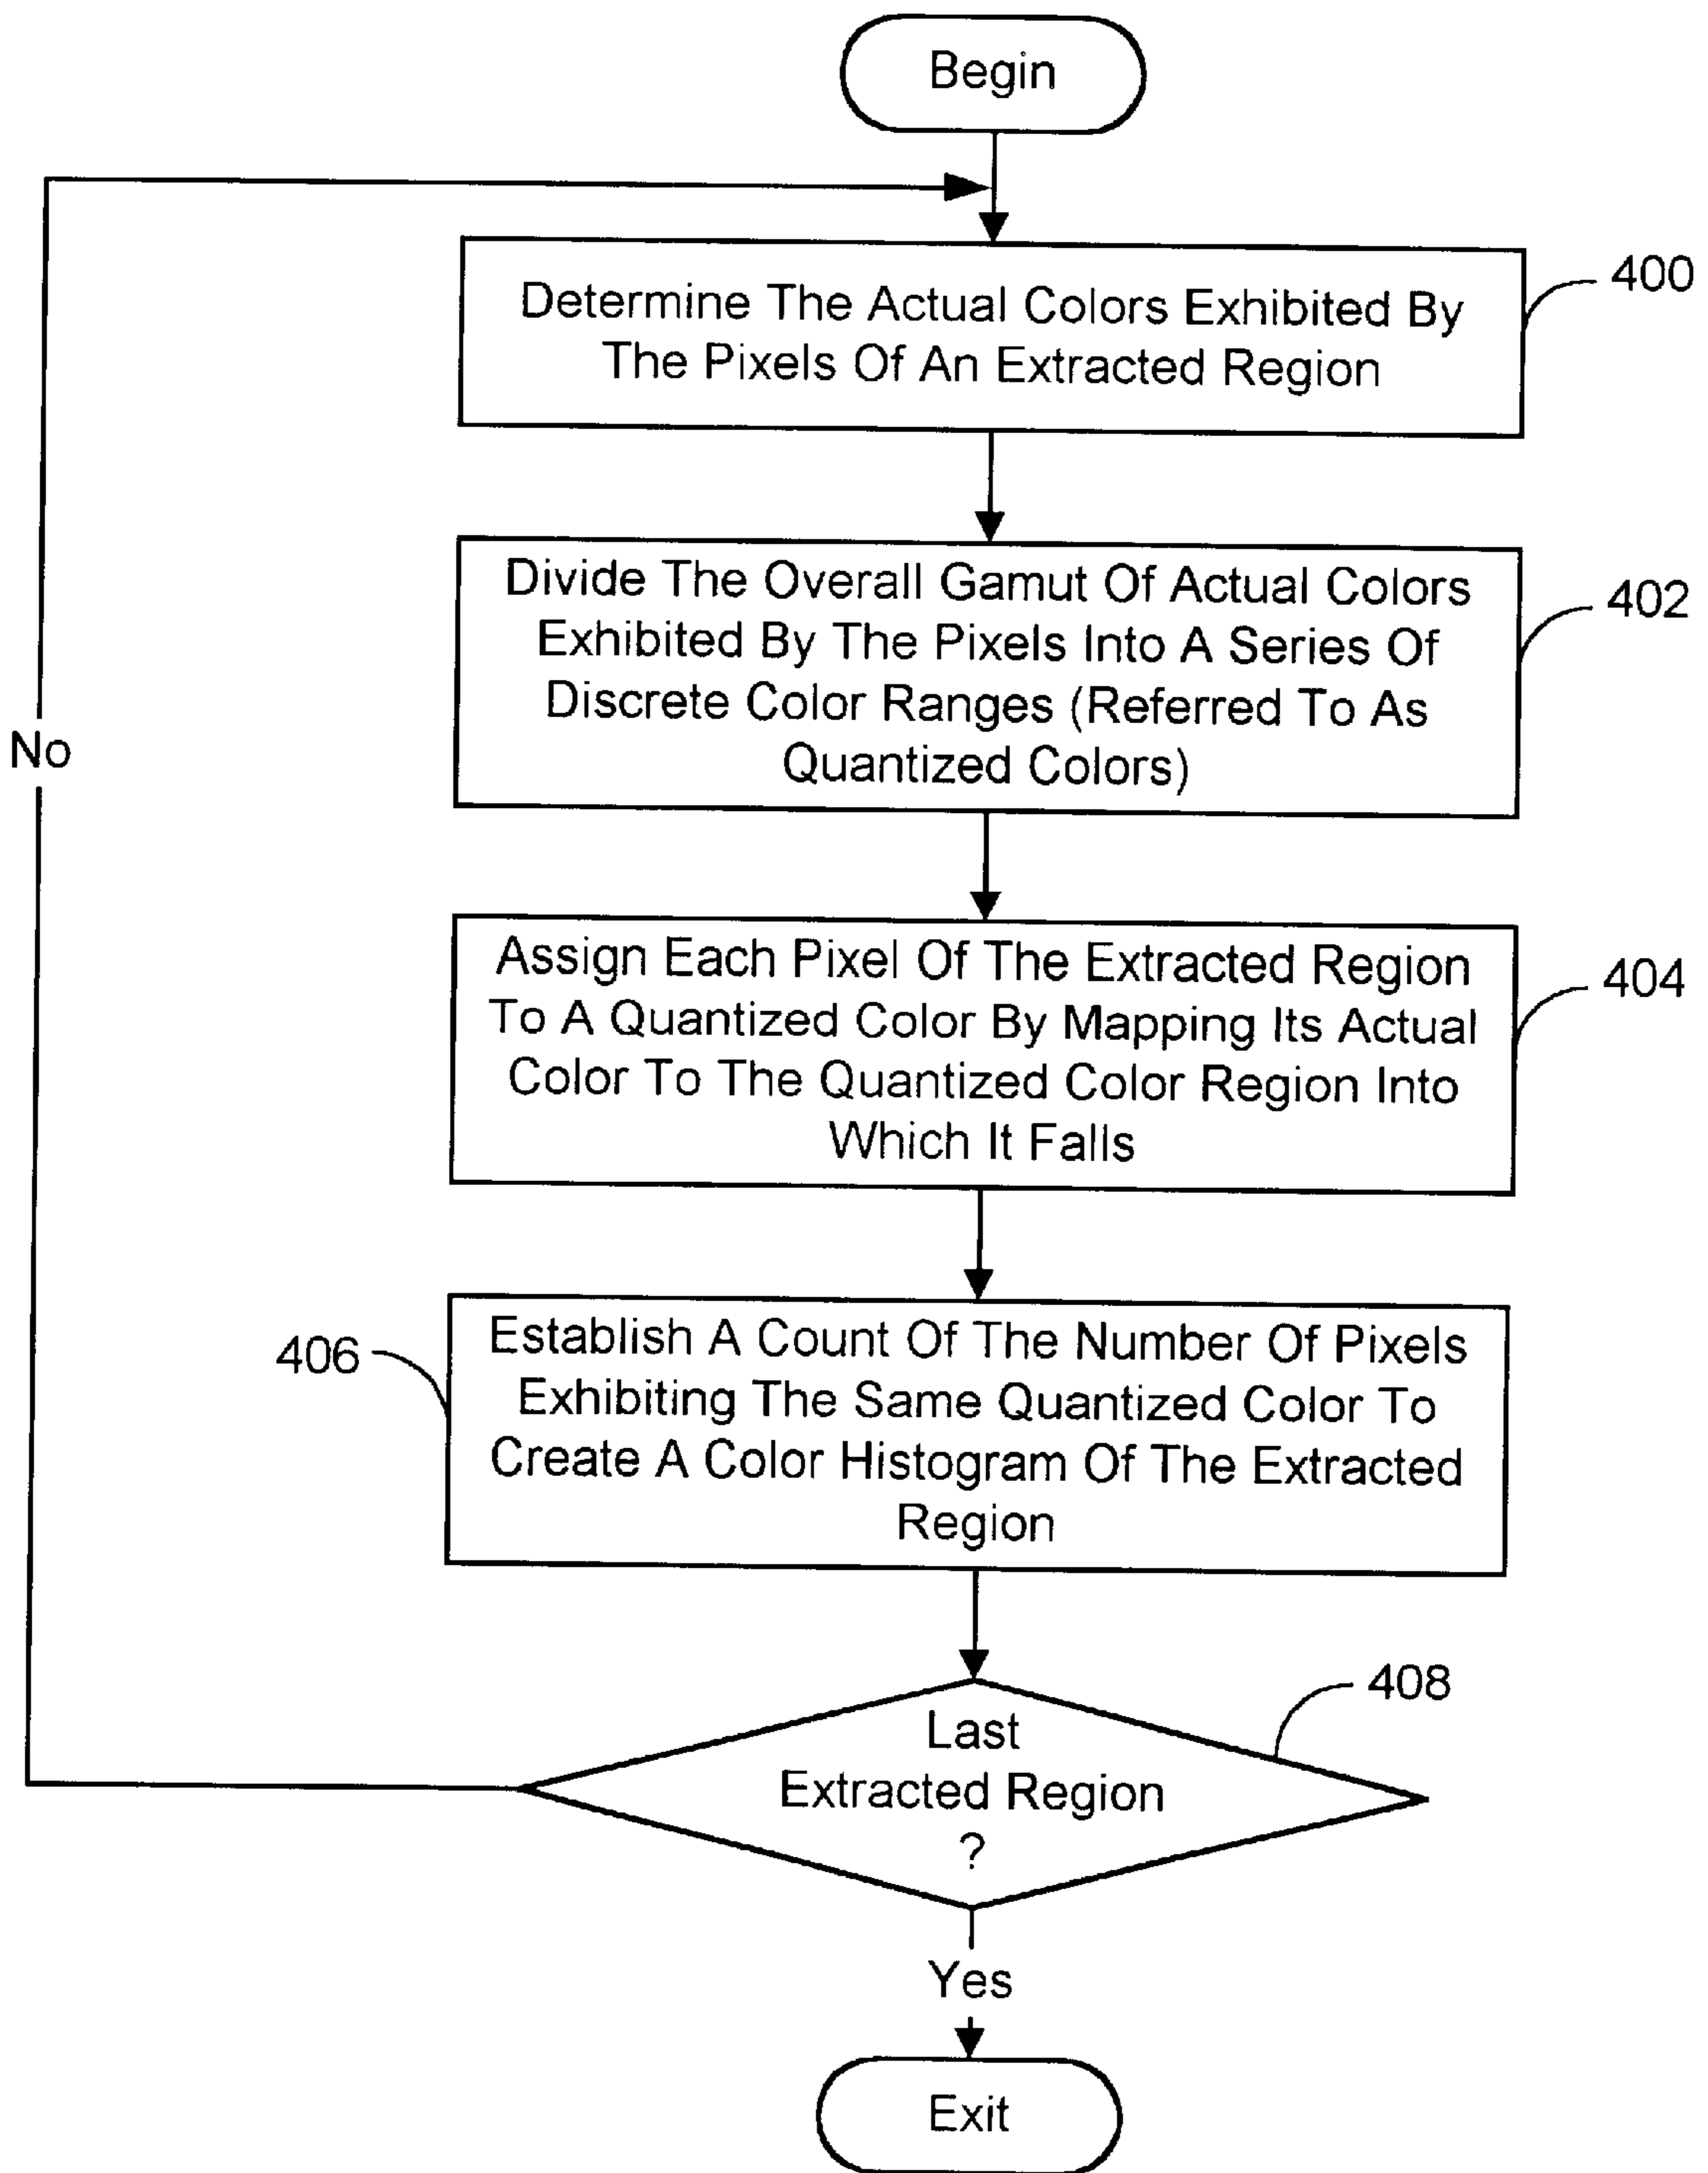 Begin
Determine The Actual Colors Exhibited By
The Pixels Of An Extracted Region
400
Divide The Overall Gamut Of Actual Colors
Exhibited By The Pixels Into A Series Of
Discrete Color Ranges (Referred To As
Quantized Colors)
402
No
Assign Each Pixel Of The Extracted Region
To A Quantized Color By Mapping Its Actual
Color To The Quantized Color Region Into
Which It Falls
404
406
Establish A Count Of The Number Of Pixels
Exhibiting The Same Quantized Color To
Create A Color Histogram Of The Extracted
Region
408
Last
Extracted Region
?
Yes
Exit